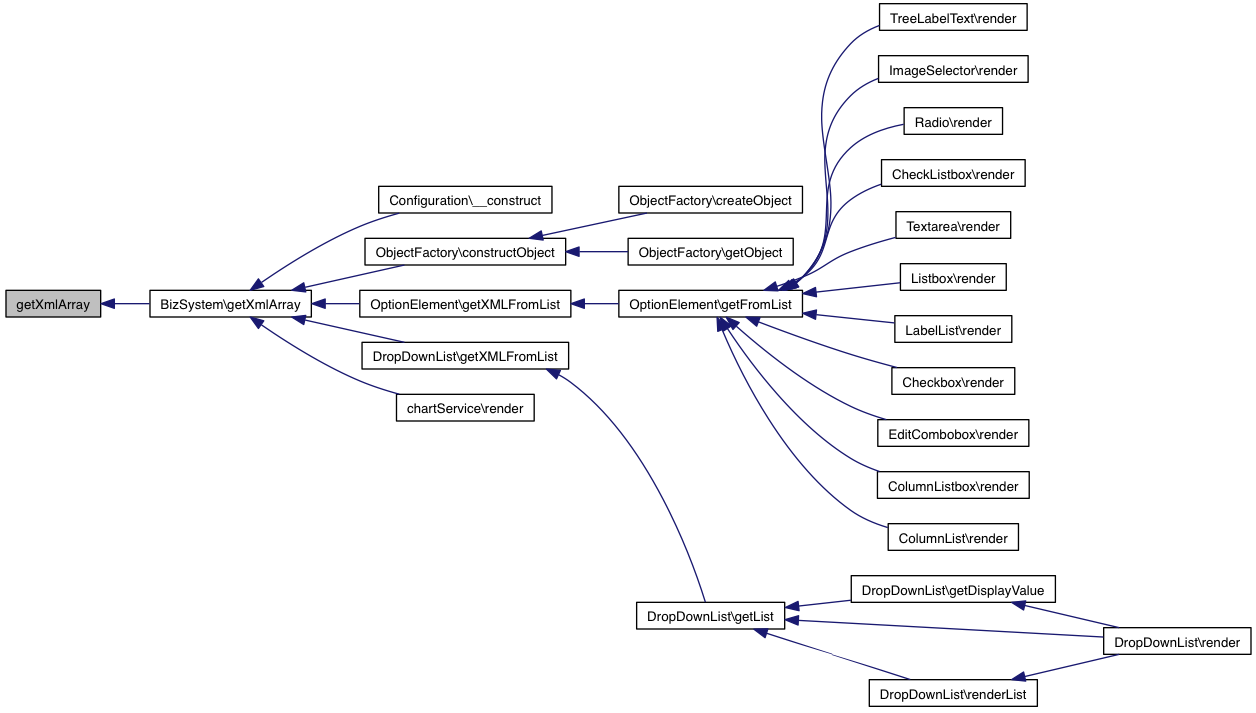 TreeLabelText\render
ImageSelector\render
Radio\render
CheckListbox\render
Configuration\__construct
ObjectFactory\createObject
Textarea\render
ObjectFactory\constructObject
ObjectFactory\getObject
Listbox\render
getXmlArray
BizSystem\getXmlArray
OptionElement\getXMLFromList
OptionElement\getFromList
LabelList\render
DropDownList\getXMLFromList
Checkbox\render
chartService\render
EditCombobox\render
ColumnListbox\render
ColumnList\render
DropDownList\getDisplayValue
DropDownList\getList
DropDownList\render
DropDownList\renderList